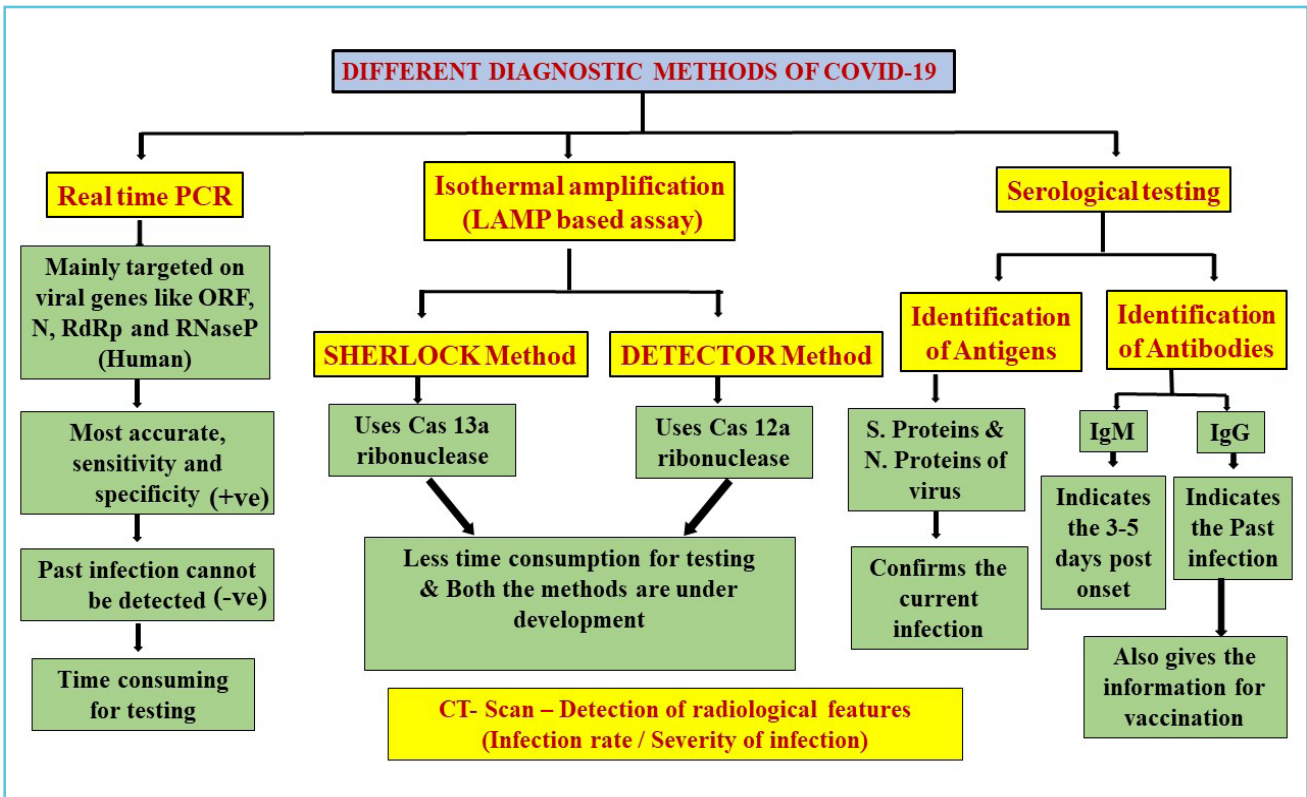 DIFFERENT DIAGNOSTIC METHODS OF COVID-19
Real time PCR
Mainly targeted on
viral genes like ORF,
N, RdRp and RNaseP
(Human)
Most accurate,
sensitivity and
specificity (+ve)
Past infection cannot
be detected (-ve)
Time consuming
for testing
Isothermal amplification
(LAMP based assay)
SHERLOCK Method
Uses Cas 13a
ribonuclease
DETECTOR Method
Uses Cas 12a
ribonuclease
Less time consumption for testing
& Both the methods are under
development
CT- Scan – Detection of radiological features
(Infection rate / Severity of infection)
Serological testing
Identification
of Antigens
S. Proteins &
N. Proteins of
virus
Confirms the
current
infection
Identification
of Antibodies
IgM
Indicates
the 3-5
days post
onset
IgG
Indicates
the Past
infection
Also gives the
information for
vaccination